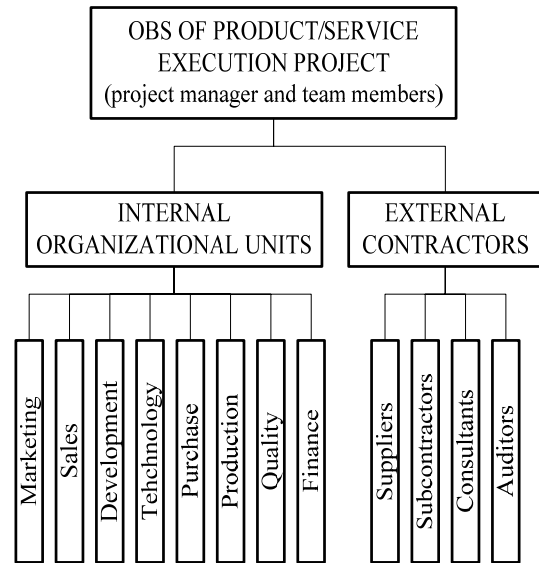 OBS OF PRODUCT/SERVICE
EXECUTION PROJECT
(project manager and team members)
INTERNAL
ORGANIZATIONAL UNITS
EXTERNAL
CONTRACTORS
Marketing
Sales
Development
Tehchnology
Purchase
Production
Quality
Finance
Suppliers
Subcontractors
Consultants
Auditors